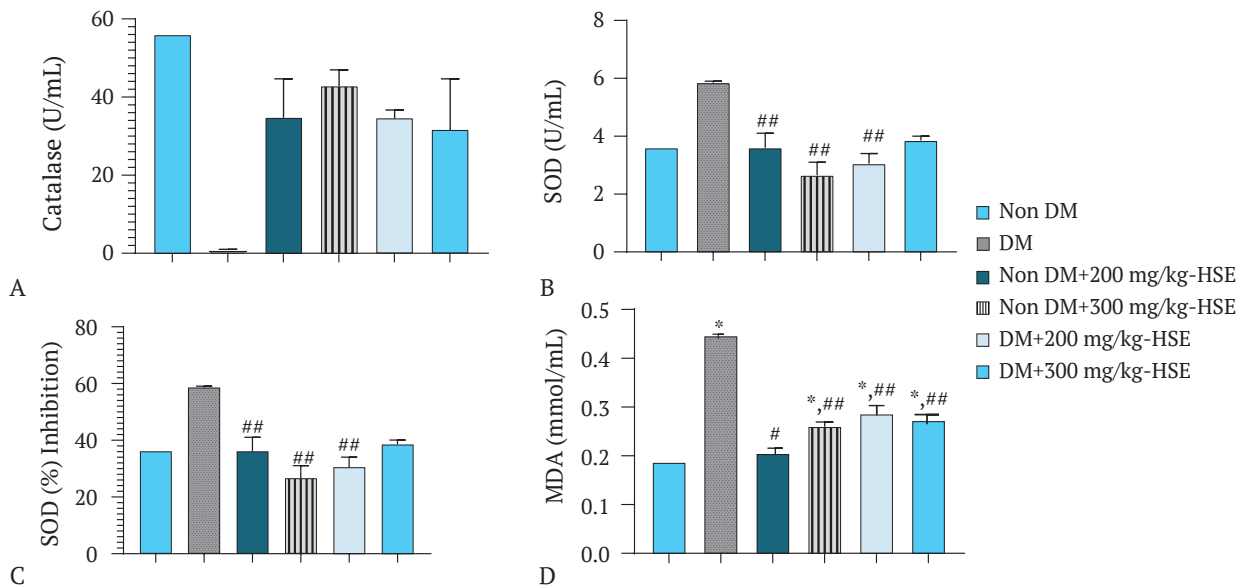 60
40
20
0
Catalase (U/mL)
A
8
6
4
2
0
SOD (U/mL)
##
##
##
B
Non DM
DM
Non DM+200 mg/kg-HSE
Non DM+300 mg/kg-HSE
DM+200 mg/kg-HSE
DM+300 mg/kg-HSE
80
60
40
20
0
SOD (%) Inhibition)
##
##
##
C
0.5
0.4
0.3
0.2
0.1
0.0
MDA (mmol/mL)
*
#
*,##
*,##
*,##
D